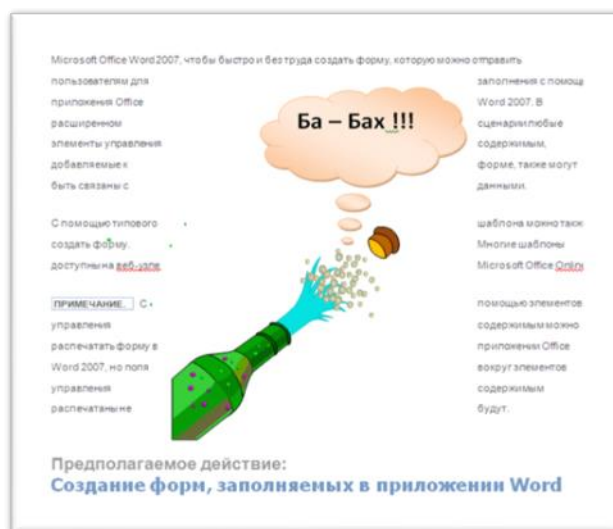 Microsoft Office Word 2007, чтобы быстро и без труда создать форму, которую можно отправить
пользователям для заполнения с помощь
приложения Office Word 2007. В
расширенном сценарии любые
элементы управления содержимым,
добавляемые к форме, также могут
быть связаны с данными.
Ба – Бах !!!
С помощью типового шаблона можно такж
создать форму. Многие шаблоны
доступны на веб-узле Microsoft Office Online
ПРИМЕЧАНИЕ. С помощью элементов
управления содержимым можно
распечатать форму в приложении Office
Word 2007, но поля вокруг элементов
управления содержимым
распечатаны не будут.
Предполагаемое действие:
Создание форм, заполняемых в приложении Word